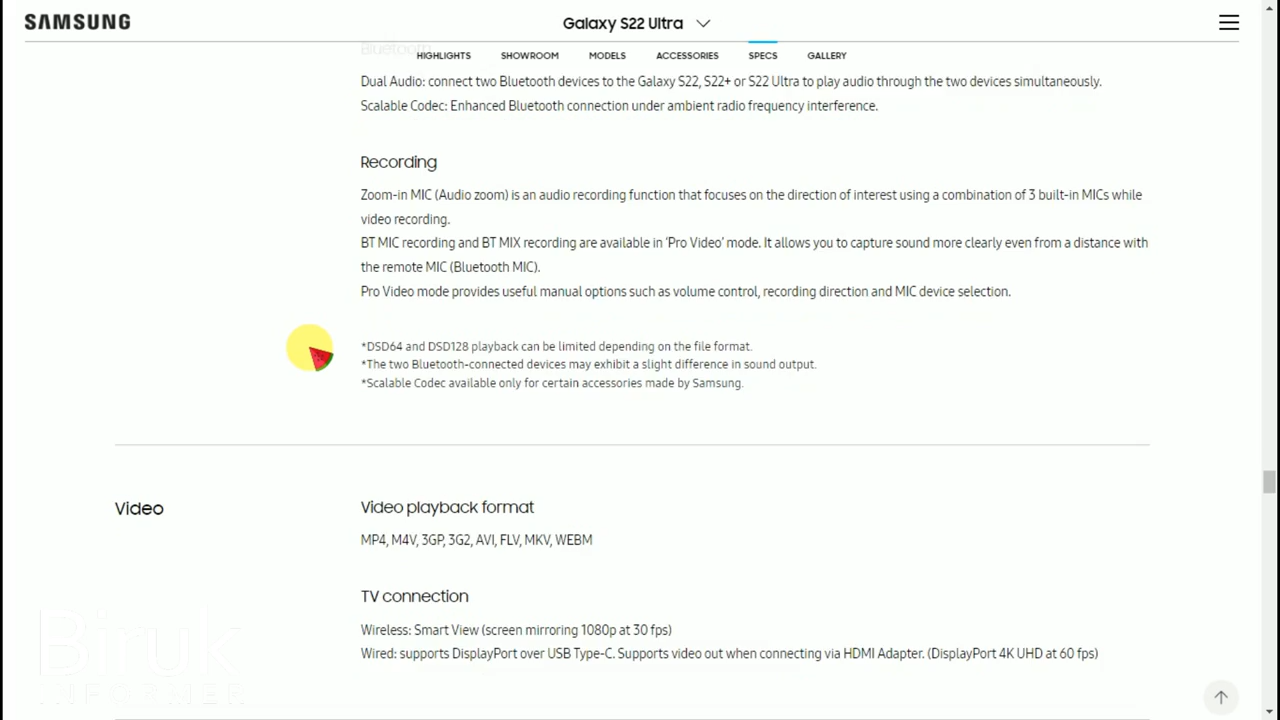 SAMSUNG
Galaxy S22 Ultra
Bluetooth
HIGHLIGHTS SHOWROOM MODELS ACCESSORIES SPECS GALLERY
Dual Audio: connect two Bluetooth devices to the Galaxy S22, S22+ or S22 Ultra to play audio through the two devices simultaneously.
Scalable Codec: Enhanced Bluetooth connection under ambient radio frequency interference.
Recording
Zoom-in MIC (Audio zoom) is an audio recording function that focuses on the direction of interest using a combination of 3 built-in MICs while
video recording.
BT MIC recording and BT MIX recording are available in 'Pro Video' mode. It allows you to capture sound more clearly even from a distance with
the remote MIC (Bluetooth MIC).
Pro Video mode provides useful manual options such as volume control, recording direction and MIC device selection.
*DSD64 and DSD128 playback can be limited depending on the file format.
*The two Bluetooth-connected devices may exhibit a slight difference in sound output.
*Scalable Codec available only for certain accessories made by Samsung.
Video
Video playback format
MP4, M4V, 3GP, 3G2, AVI, FLV, MKV, WEBM
TV connection
Wireless: Smart View (screen mirroring 1080p at 30 fps)
Wired: supports DisplayPort over USB Type-C. Supports video out when connecting via HDMI Adapter. (DisplayPort 4K UHD at 60 fps)
Biruk
INFORMER